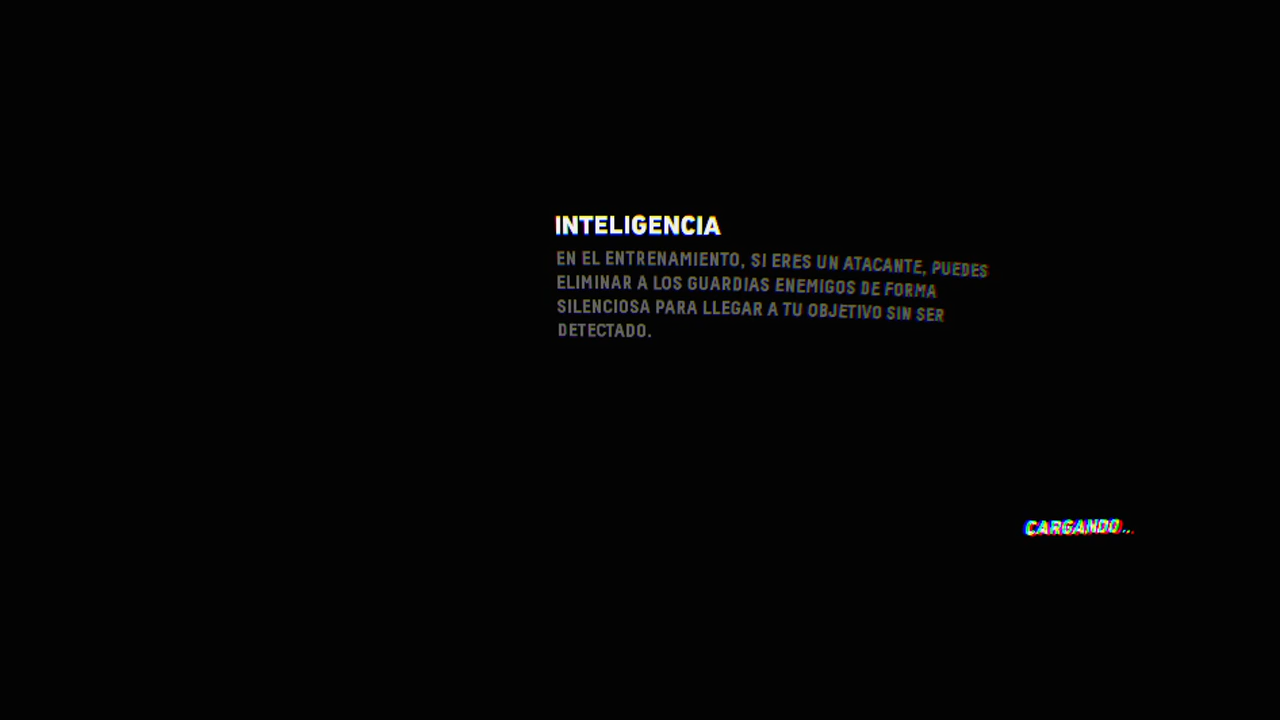 INTELIGENCIA
EN EL ENTRENAMIENTO, SI ERES UN ATACANTE, PUEDES
ELIMINAR A LOS GUARDIAS ENEMIGOS DE FORMA
SILENCIOSA PARA LLEGAR A TU OBJETIVO SIN SER
DETECTADO.
CARGANDO...